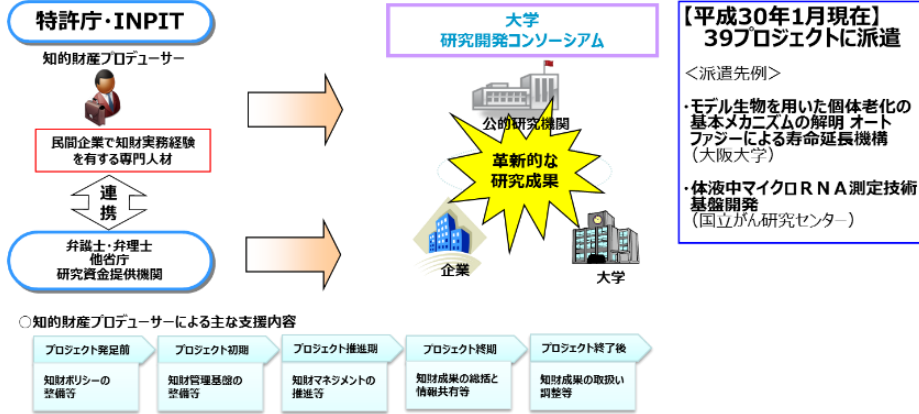 特許庁・INPIT
知的財産プロデューサー
民間企業で知財実務経験
を有する専門人材
連
携
弁護士・弁理士
他省庁
研究資金提供機関
大学
研究開発コンソーシアム
公的研究機関
革新的な
研究成果
企業
大学
【平成30年1月現在】
39プロジェクトに派遣
＜派遣先例＞
・モデル生物を用いた個体老化の
基本メカニズムの解明 オート
ファジーによる寿命延長機構
（大阪大学）
・体液中マイクロＲＮＡ測定技術
基盤開発
（国立がん研究センター）
○知的財産プロデューサーによる主な支援内容
プロジェクト発足前
知財ポリシーの
整備等
プロジェクト初期
知財管理基盤の
整備等
プロジェクト推進期
知財マネジメントの
推進等
プロジェクト終期
知財成果の総括と
情報共有等
プロジェクト終了後
知財成果の取扱い
調整等